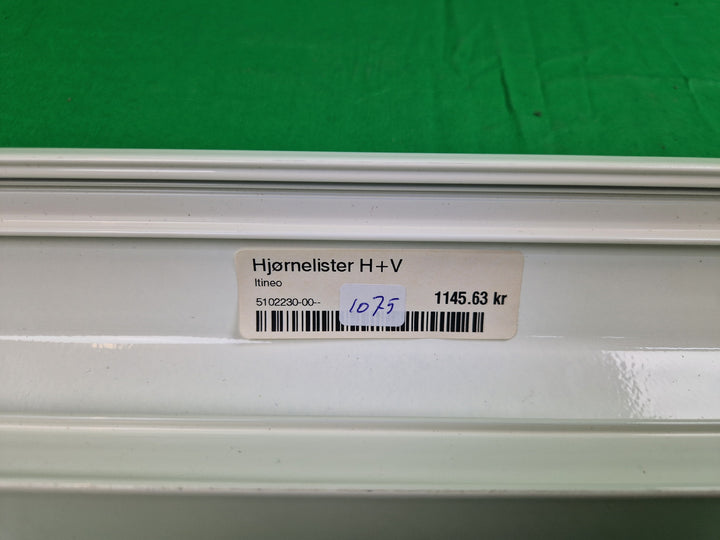 Hjørnelister H+V
Itineo
5102230-00--
1075
1145.63 kr